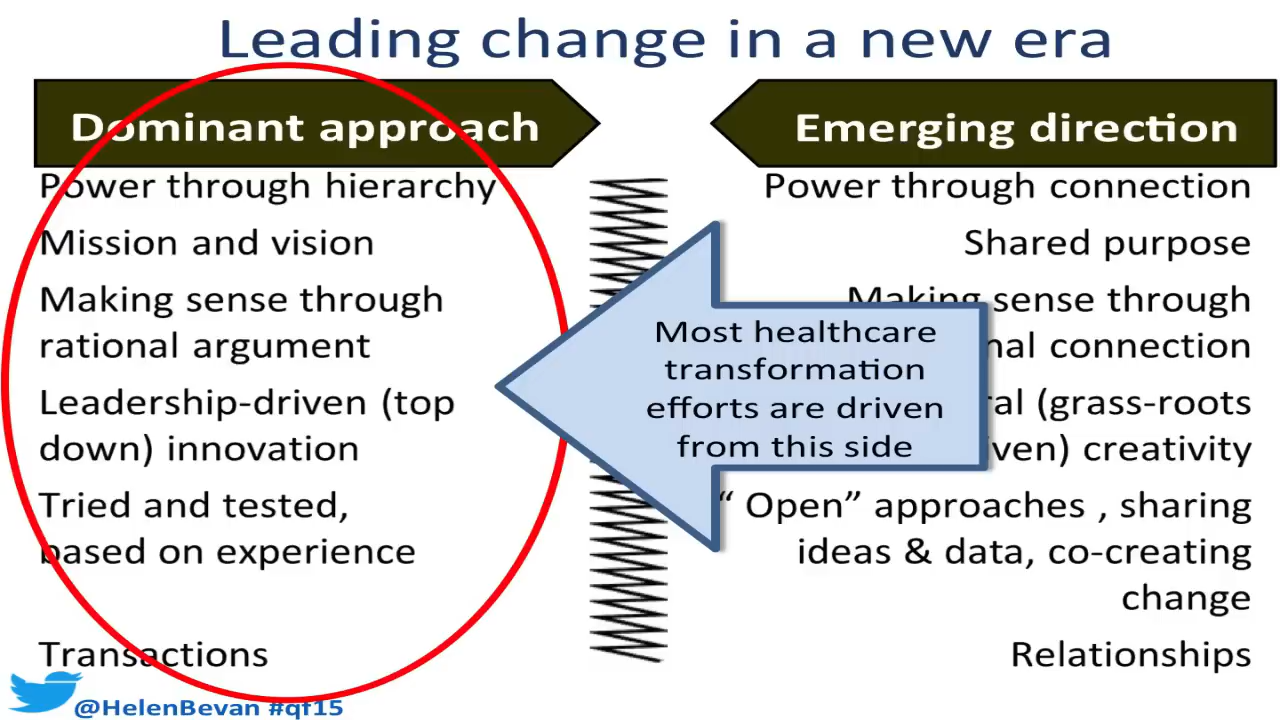 Leading change in a new era
Dominant approach
Power through hierarchy
Mission and vision
Making sense through
rational argument
Leadership-driven (top
down) innovation
Tried and tested,
based on experience
Transactions
Most healthcare
transformation
efforts are driven
from this side
Emerging direction
Power through connection
Shared purpose
Making sense through
connection
(grass-roots
creativity
“ Open” approaches , sharing
ideas & data, co-creating
change
Relationships
@HelenBevan #qf15